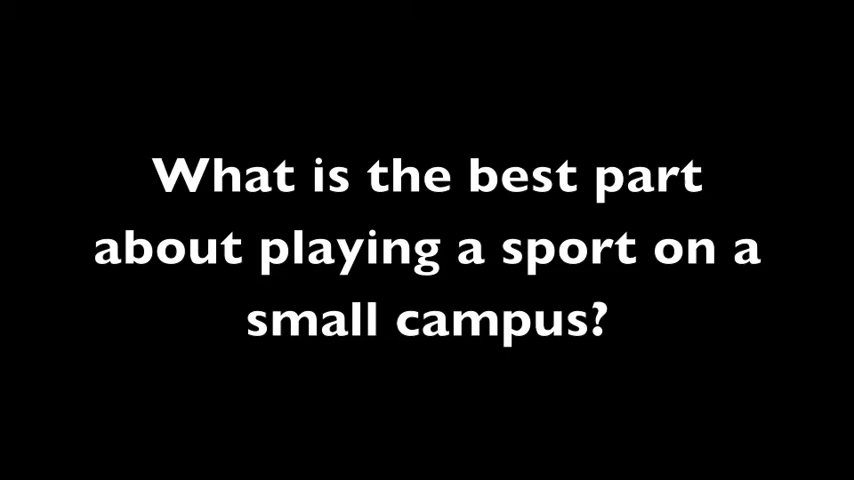 What is the best part
about playing a sport on a
small campus?